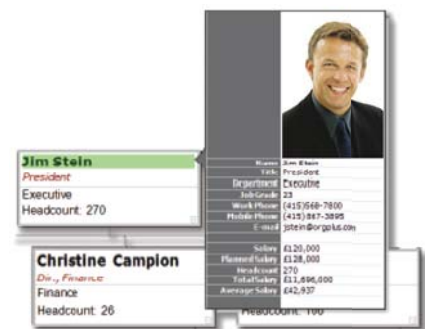 Jim Stein
President
Executive
Headcount: 270
Name Jim Stein
Title President
Department Executive
Job Grade 23
Work Phone (415)568-7800
Mobile Phone (415)867-3895
E-mail jstein@orgplus.com
Salary £120,000
Planned Salary £128,000
Headcount 270
Total Salary £11,696,000
Average Salary £42,937
Christine Campion
Dir., Finance
Finance
Headcount: 26
Headcount: 100